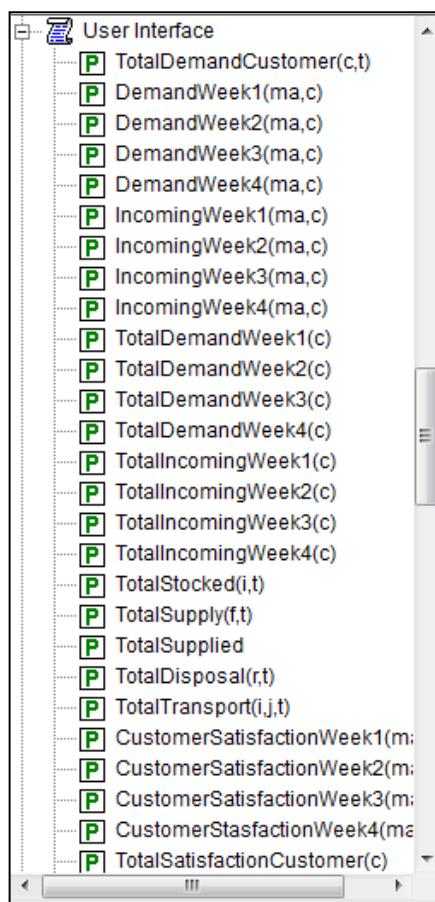 User Interface
P TotalDemandCustomer(c,t)
P DemandWeek1(ma,c)
P DemandWeek2(ma,c)
P DemandWeek3(ma,c)
P DemandWeek4(ma,c)
P IncomingWeek1(ma,c)
P IncomingWeek2(ma,c)
P IncomingWeek3(ma,c)
P IncomingWeek4(ma,c)
P TotalDemandWeek1(c)
P TotalDemandWeek2(c)
P TotalDemandWeek3(c)
P TotalDemandWeek4(c)
P TotalIncomingWeek1(c)
P TotalIncomingWeek2(c)
P TotalIncomingWeek3(c)
P TotalIncomingWeek4(c)
P TotalStocked(i,t)
P TotalSupply(f,t)
P TotalSupplied
P TotalDisposal(r,t)
P TotalTransport(i,j,t)
P CustomerSatisfactionWeek1(ma
P CustomerSatisfactionWeek2(ma
P CustomerSatisfactionWeek3(ma
P CustomerStasfactionWeek4(ma
P TotalSatisfactionCustomer(c)